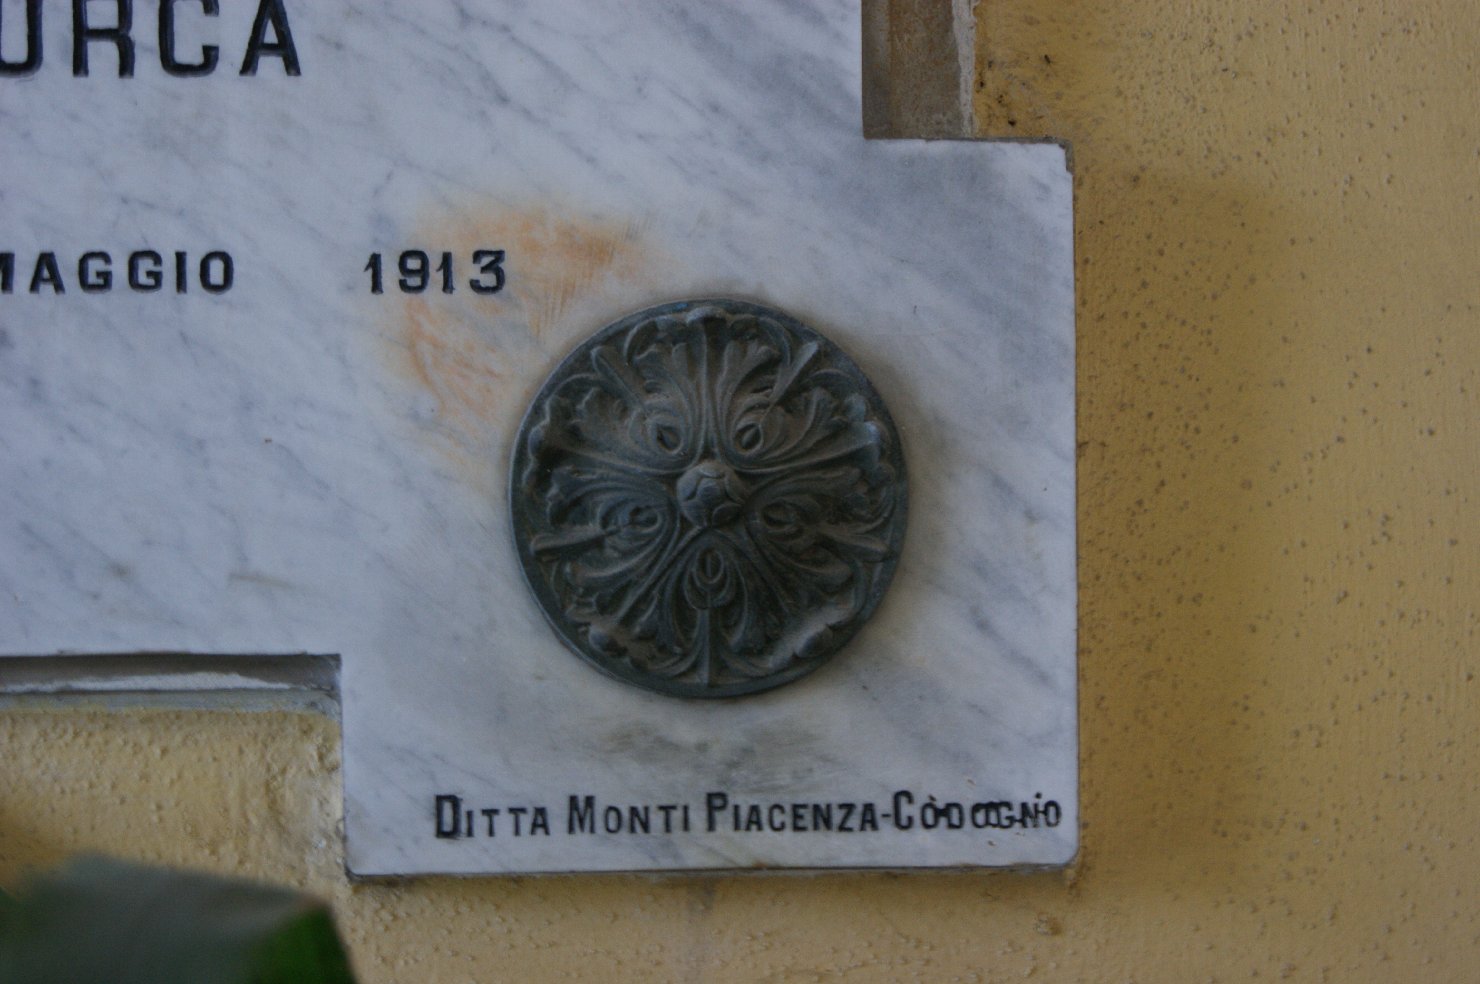 URCA
MAGGIO 1913
DITTA MONTI PIACENZA-CODOGNO